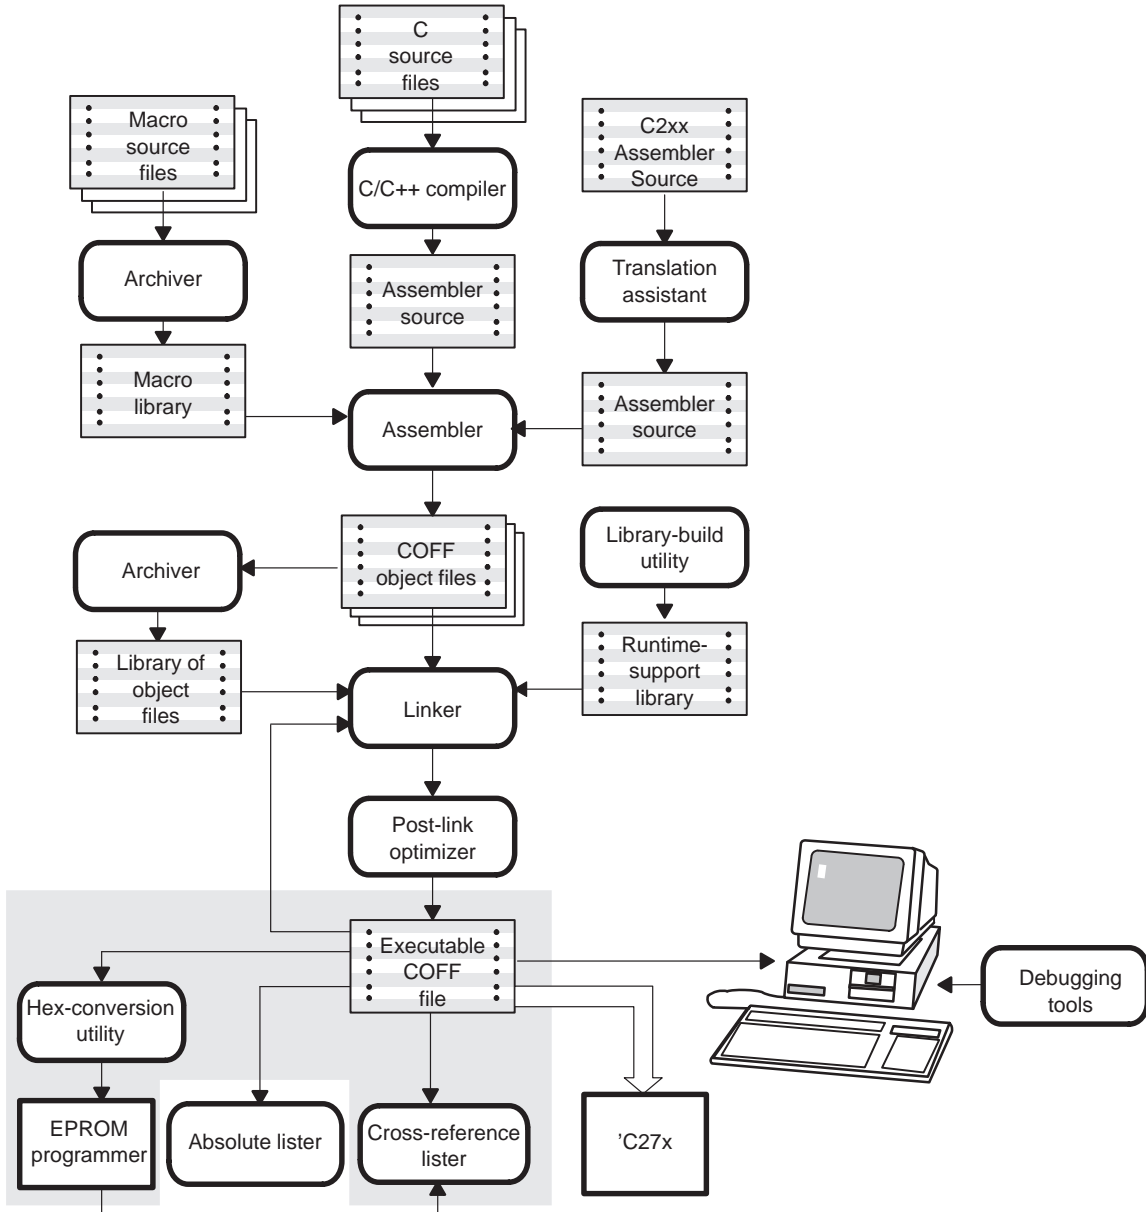 C
source
files
Macro
source
files
C2xx
Assembler
Source
C/C++ compiler
Archiver
Assembler
source
Translation
assistant
Macro
library
Assembler
Assembler
source
Archiver
COFF
object files
Library-build
utility
Library of
object
files
Linker
Runtime-
support
library
Post-link
optimizer
Executable
COFF
file
Debugging
tools
Hex-conversion
utility
EPROM
programmer
Absolute lister
Cross-reference
lister
’C27x